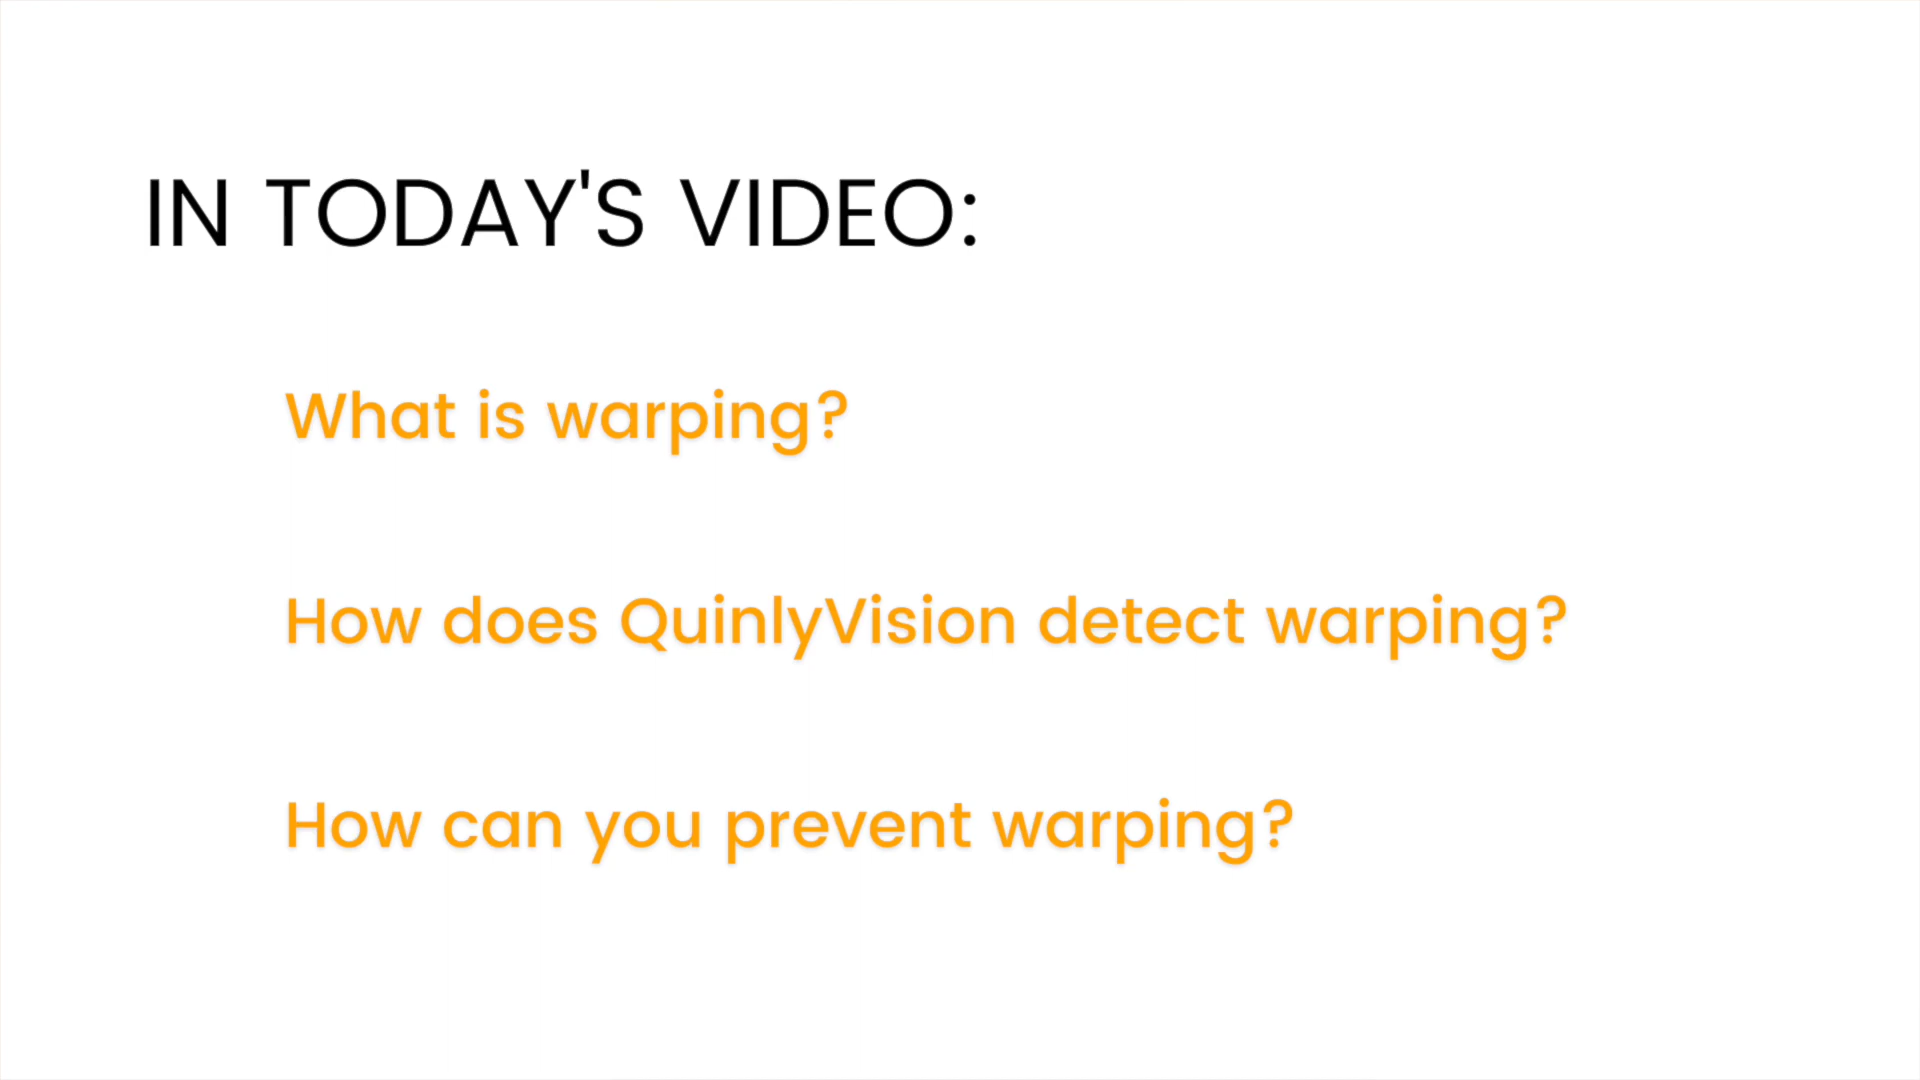 IN TODAY'S VIDEO:
What is warping?
How does QuinlyVision detect warping?
How can you prevent warping?